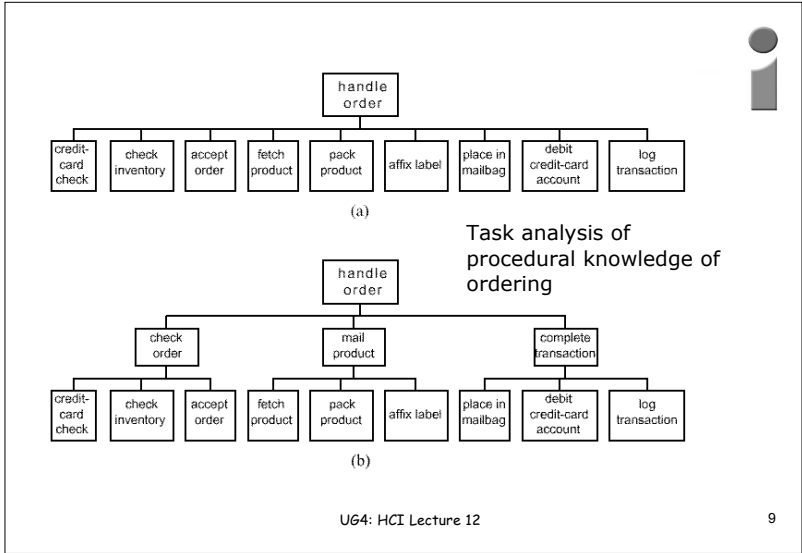 handle
order
credit-
card
check
check
inventory
accept
order
fetch
product
pack
product
affix label
place in
mailbag
debit
credit-card
account
log
transaction
(a)
Task analysis of
procedural knowledge of
ordering
handle
order
check
order
mail
product
complete
transaction
credit-
card
check
check
inventory
accept
order
fetch
product
pack
product
affix label
place in
mailbag
debit
credit-card
account
log
transaction
(b)
UG4: HCI Lecture 12
9